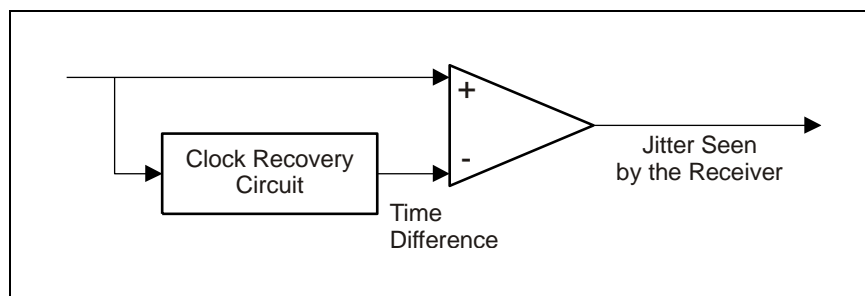 +
Clock Recovery
Circuit
-
Time
Difference
Jitter Seen
by the Receiver